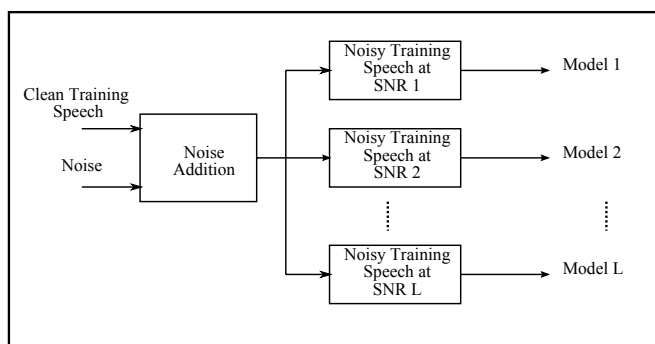 Clean Training
Speech
Noise
Noise
Addition
Noisy Training
Speech at
SNR 1
Model 1
Noisy Training
Speech at
SNR 2
Model 2
Noisy Training
Speech at
SNR L
Model L